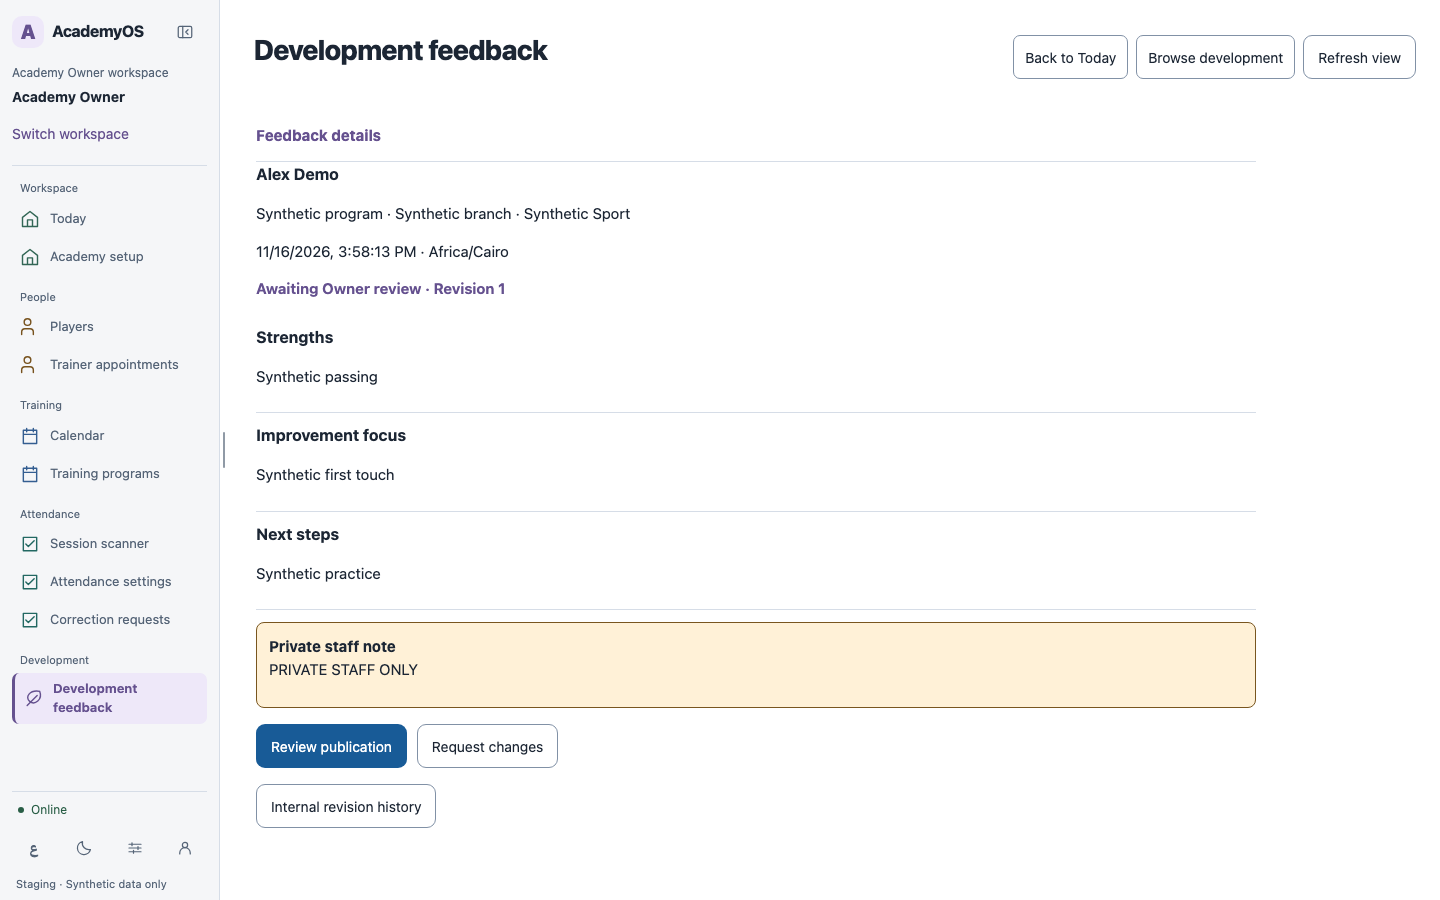 A AcademyOS
Academy Owner workspace
Academy Owner
Switch workspace
Workspace
Today
Academy setup
People
Players
Trainer appointments
Training
Calendar
Training programs
Attendance
Session scanner
Attendance settings
Correction requests
Development
Development
feedback
Online
ع
Staging · Synthetic data only
Development feedback
Back to Today
Browse development
Refresh view
Feedback details
Alex Demo
Synthetic program · Synthetic branch · Synthetic Sport
11/16/2026, 3:58:13 PM · Africa/Cairo
Awaiting Owner review · Revision 1
Strengths
Synthetic passing
Improvement focus
Synthetic first touch
Next steps
Synthetic practice
Private staff note
PRIVATE STAFF ONLY
Review publication
Request changes
Internal revision history